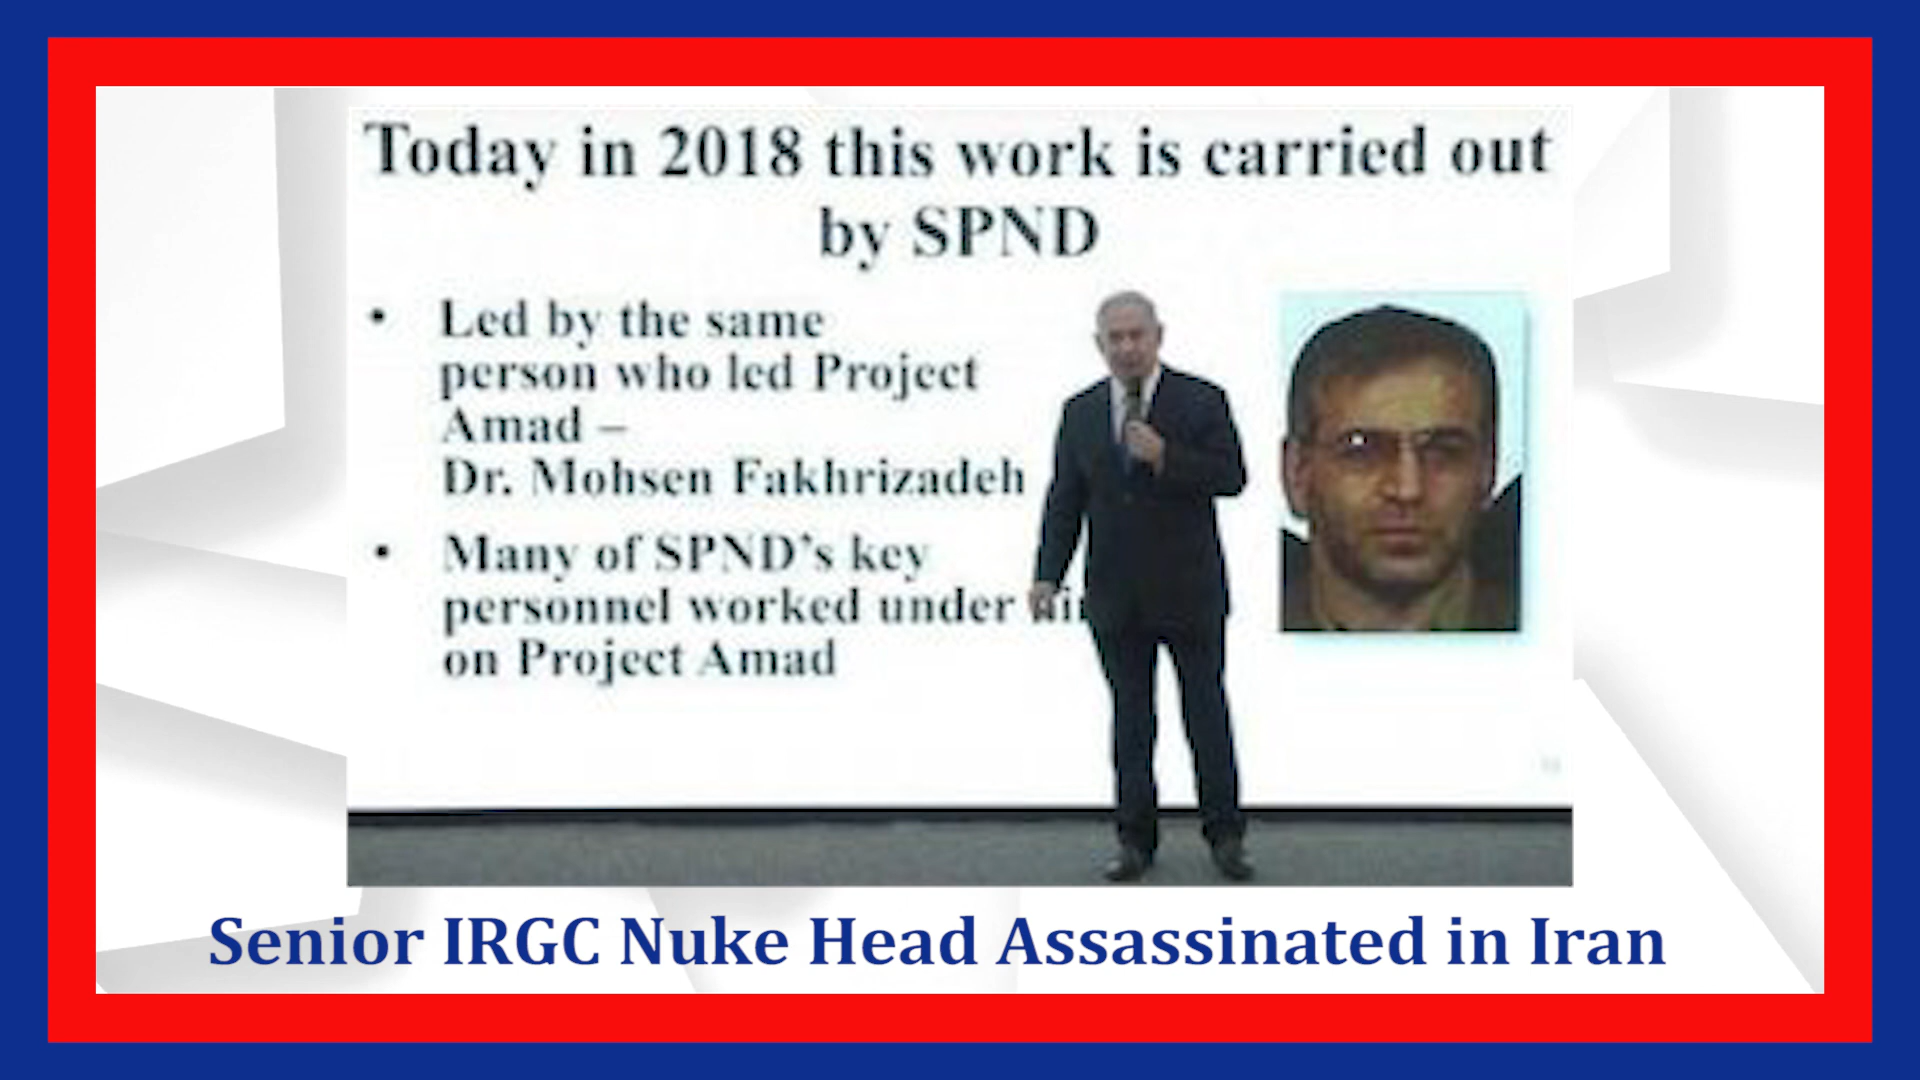 Today in 2018 this work is carried out
by SPND
• Led by the same
person who led Project
Amad –
Dr. Mohsen Fakhrizadeh
• Many of SPND's key
personnel worked under
on Project Amad
Senior IRGC Nuke Head Assassinated in Iran